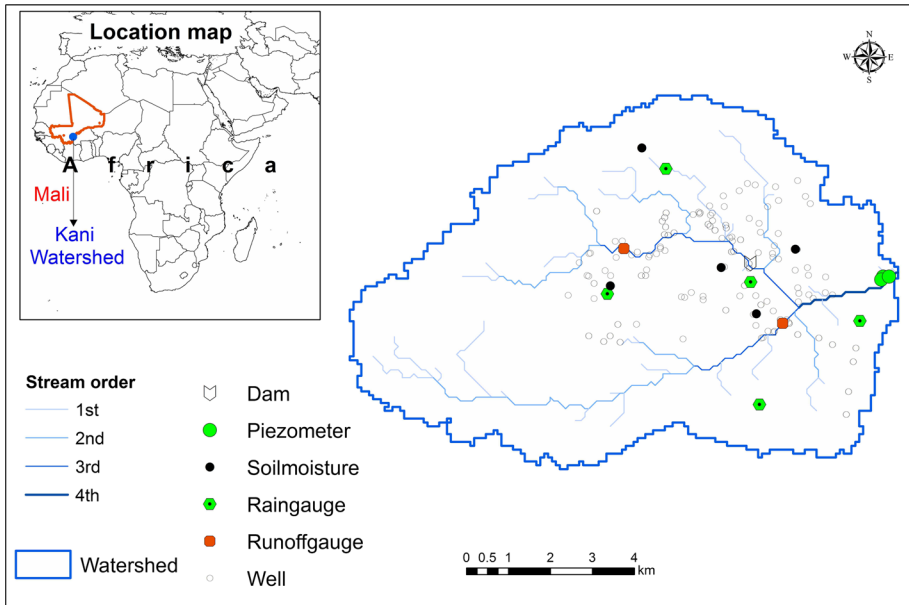 Location map
A f r i c a
Mali
Kani
Watershed
N
W E
S
Stream order
1st
2nd
3rd
4th
Watershed
Dam
Piezometer
Soilmoisture
Raingauge
Runoffgauge
Well
0 0.5 1 2 3 4
km